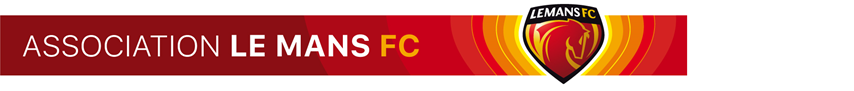 ASSOCIATION LE MANS FC
LEMANS FC